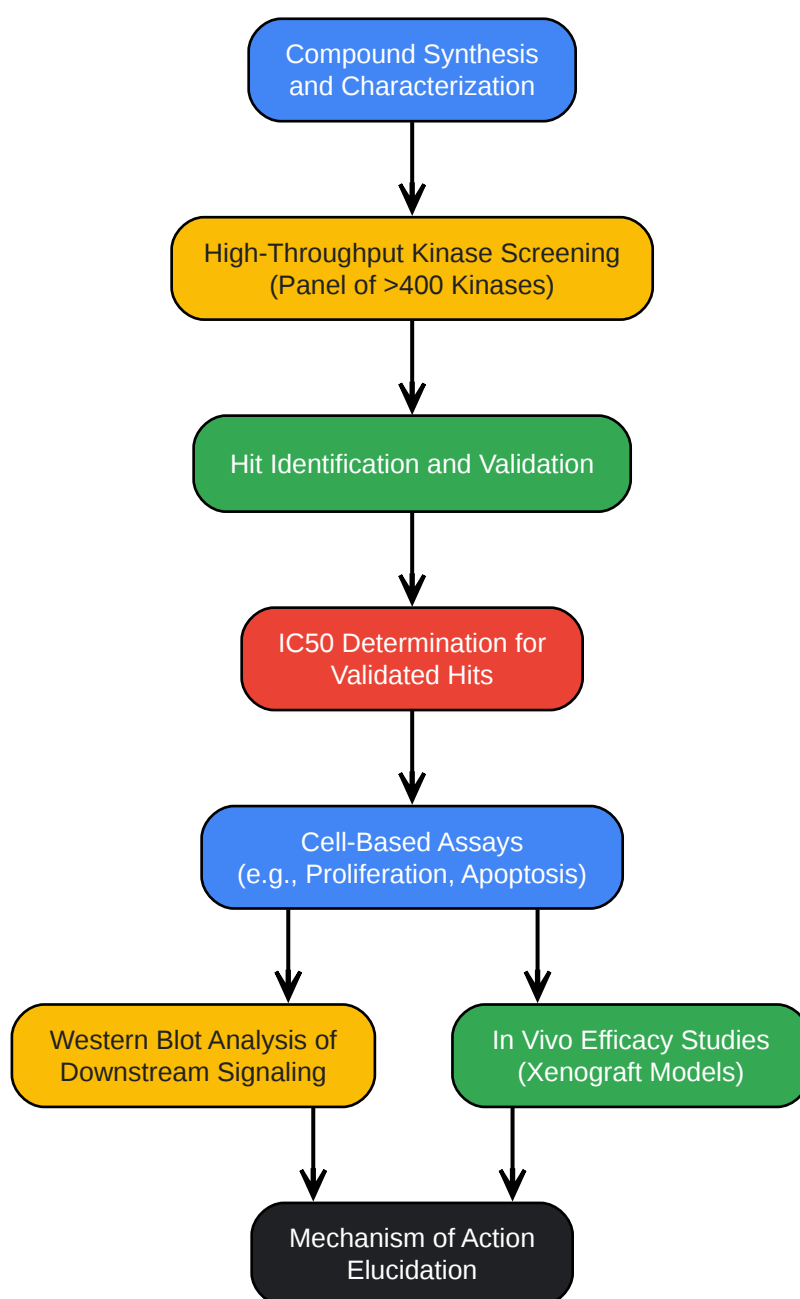 Compound Synthesis
and Characterization
High-Throughput Kinase Screening
(Panel of >400 Kinases)
Hit Identification and Validation
IC50 Determination for
Validated Hits
Cell-Based Assays
(e.g., Proliferation, Apoptosis)
Western Blot Analysis of
Downstream Signaling
In Vivo Efficacy Studies
(Xenograft Models)
Mechanism of Action
Elucidation